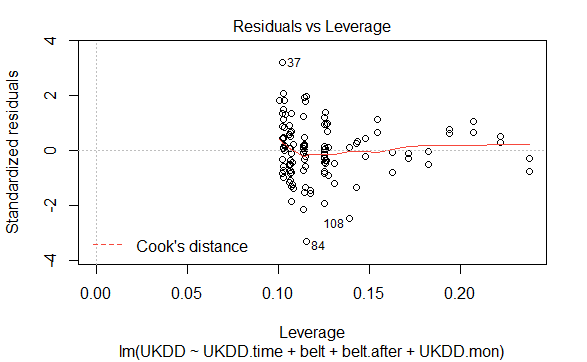 Residuals vs Leverage
Standardized residuals
4
2
0
-2
-4
37
108
84
Cook's distance
0.00
0.05
0.10
0.15
0.20
Leverage
lm(UKDD ~ UKDD.time + belt + belt.after + UKDD.mon)